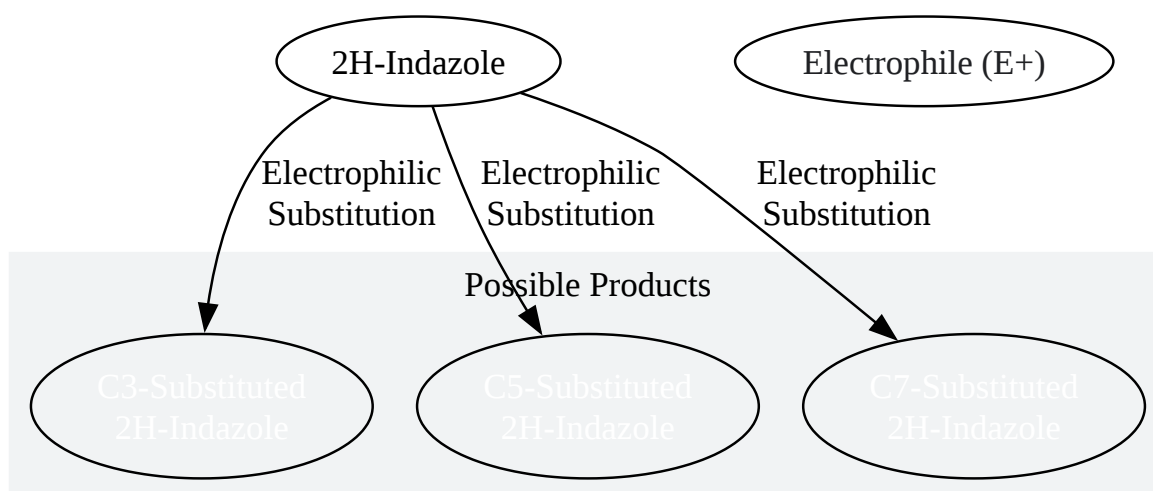 2H-Indazole
Electrophile (E+)
Electrophilic
Substitution
Electrophilic
Substitution
Electrophilic
Substitution
Possible Products
C3-Substituted
2H-Indazole
C5-Substituted
2H-Indazole
C7-Substituted
2H-Indazole